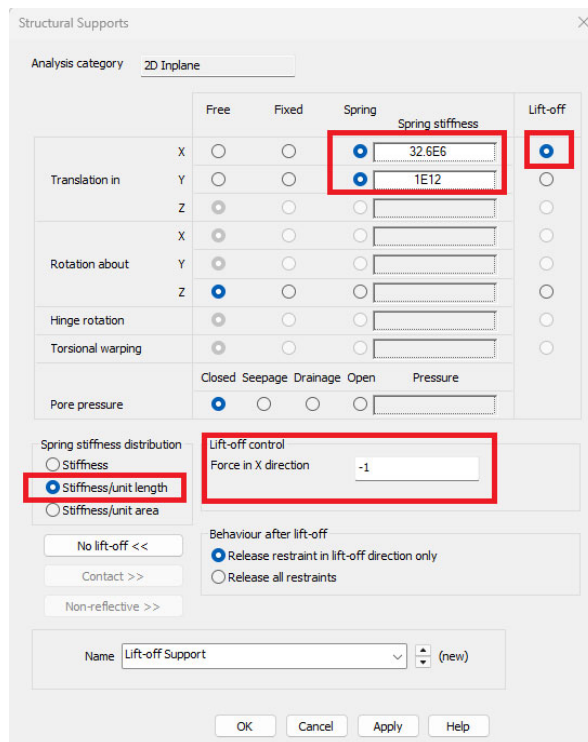 Structural Supports
Analysis category 2D Inplane
Free Fixed Spring Spring stiffness Lift-off
X 32.6E6
Translation in Y 1E12
Z
X
Rotation about Y
Z
Hinge rotation
Torsional warping
Closed Seepage Drainage Open Pressure
Pore pressure
Spring stiffness distribution
Stiffness
Stiffness/unit length
Stiffness/unit area
Lift-off control
Force in X direction -1
No lift-off <<
Contact >>
Non-reflective >>
Behaviour after lift-off
Release restraint in lift-off direction only
Release all restraints
Name Lift-off Support (new)
OK Cancel Apply Help